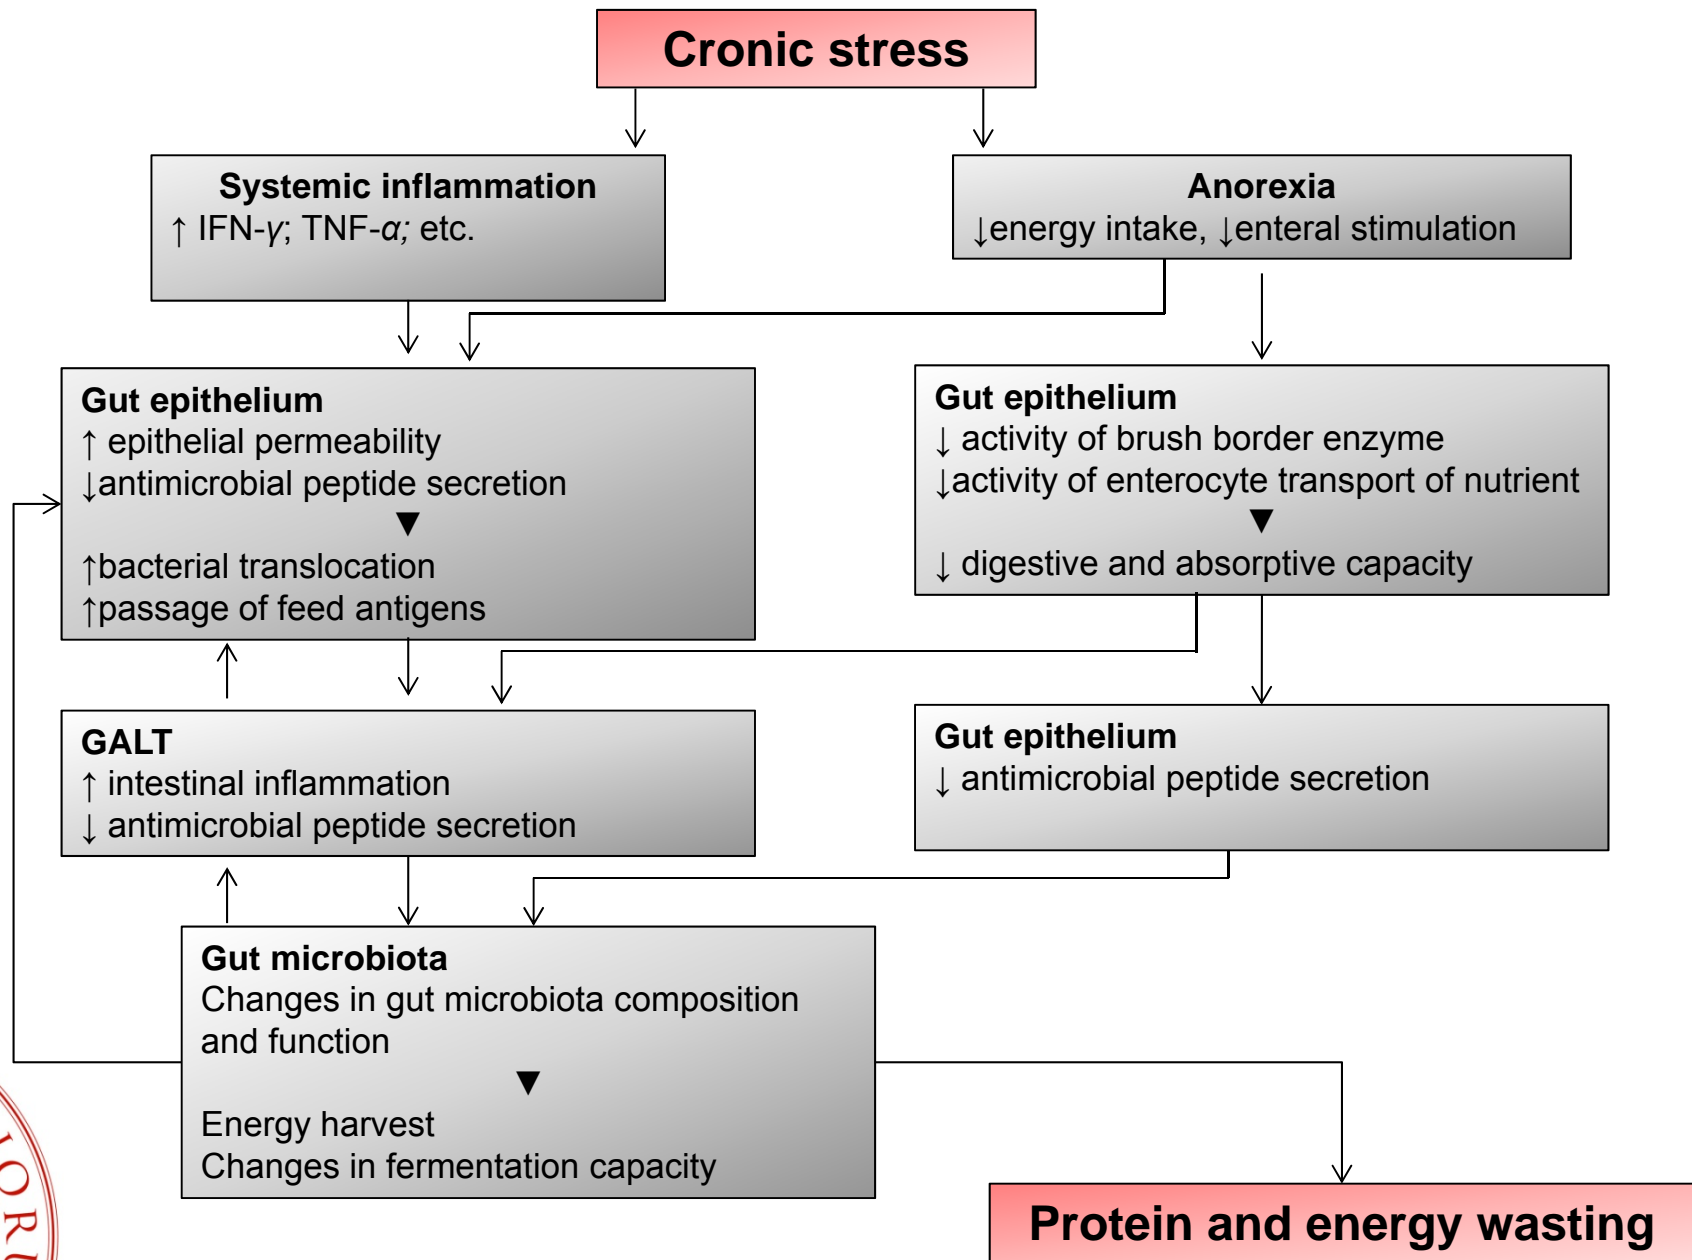 Cronic stress
Systemic inflammation
↑ IFN-γ; TNF-α; etc.
Anorexia
↓energy intake, ↓enteral stimulation
Gut epithelium
↑ epithelial permeability
↓antimicrobial peptide secretion
▼
↑bacterial translocation
↑passage of feed antigens
Gut epithelium
↓ activity of brush border enzyme
↓activity of enterocyte transport of nutrient
▼
↓ digestive and absorptive capacity
GALT
↑ intestinal inflammation
↓ antimicrobial peptide secretion
Gut epithelium
↓ antimicrobial peptide secretion
Gut microbiota
Changes in gut microbiota composition
and function
▼
Energy harvest
Changes in fermentation capacity
Protein and energy wasting